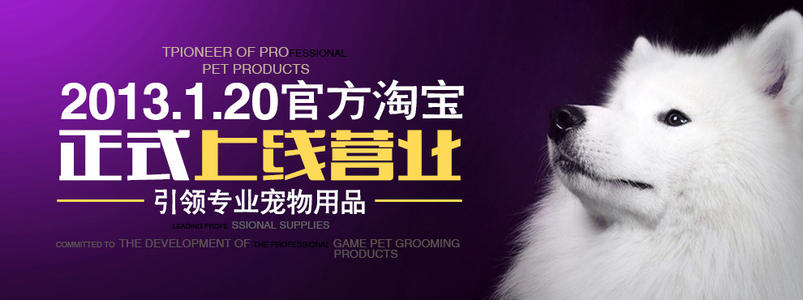 TPIONEER OF PROFESSIONAL
PET PRODUCTS
2013.1.20官方淘宝
正式上线营业
引领专业宠物用品
LEADING PROFE SSIONAL SUPPLIES
COMMITTED TO THE DEVELOPMENT OF THE PROFESSIONAL GAME PET GROOMING
PRODUCTS